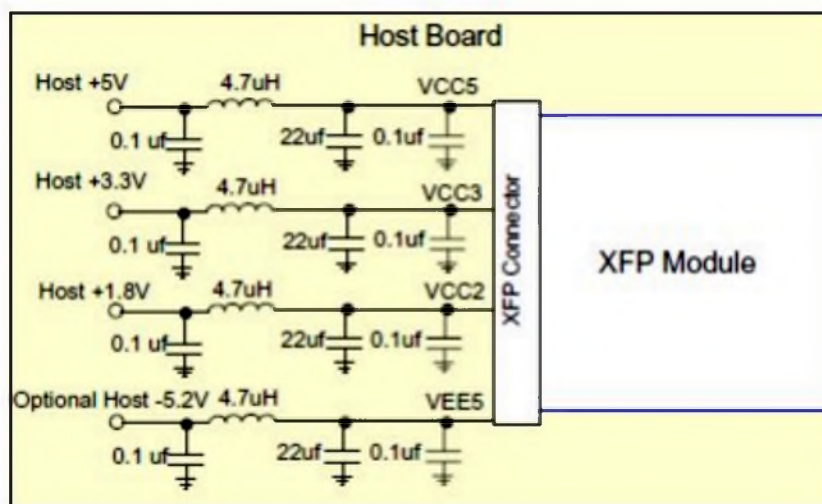 Host Board
Host +5V
4.7uH
VCC5
0.1 uf
22uf
0.1uf
Host +3.3V
4.7uH
VCC3
0.1 uf
22uf
0.1uf
Host +1.8V
4.7uH
VCC2
0.1 uf
22uf
0.1uf
Optional Host -5.2V
4.7uH
VEE5
0.1 uf
22uf
0.1uf
XFP Connector
XFP Module